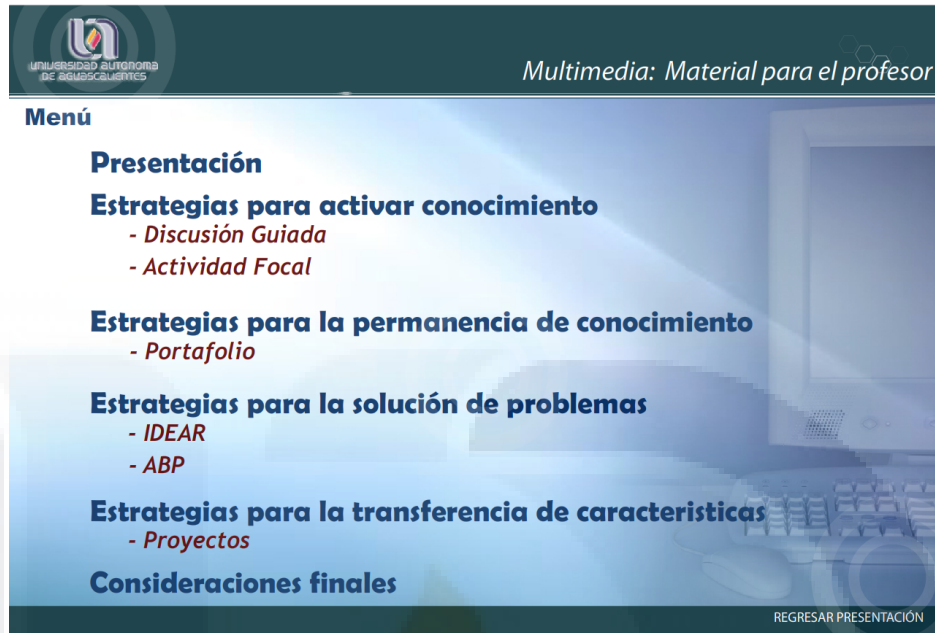 UNIVERSIDAD AUTONOMA
DE AGUASCALIENTES
Multimedia: Material para el profesor
Menú
Presentación
Estrategias para activar conocimiento
- Discusión Guiada
- Actividad Focal
Estrategias para la permanencia de conocimiento
- Portafolio
Estrategias para la solución de problemas
- IDEAR
- ABP
Estrategias para la transferencia de caracteristicas
- Proyectos
Consideraciones finales
REGRESAR PRESENTACIÓN